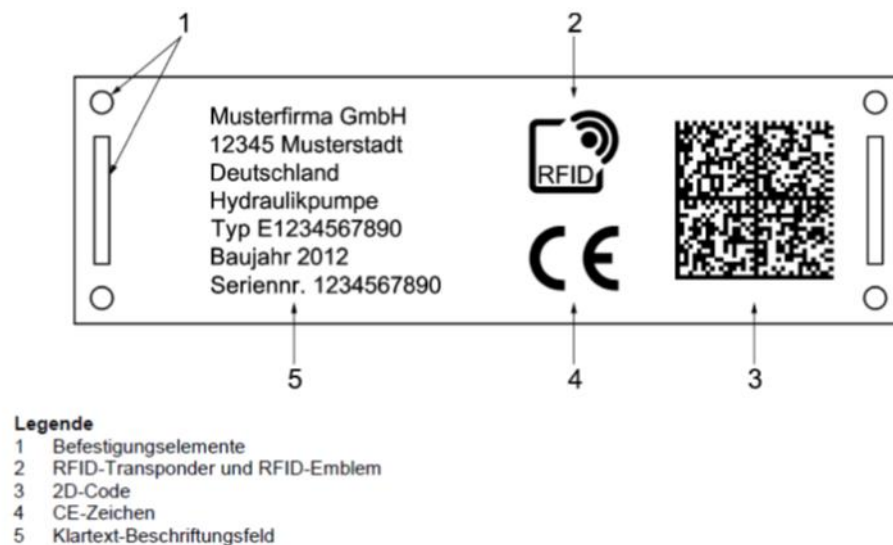 1
2
Musterfirma GmbH
12345 Musterstadt
Deutschland
Hydraulikpumpe
Typ E1234567890
Baujahr 2012
Seriennr. 1234567890
RFID
CE
5
4
3
Legende
1 Befestigungselemente
2 RFID-Transponder und RFID-Emblem
3 2D-Code
4 CE-Zeichen
5 Klartext-Beschriftungsfeld